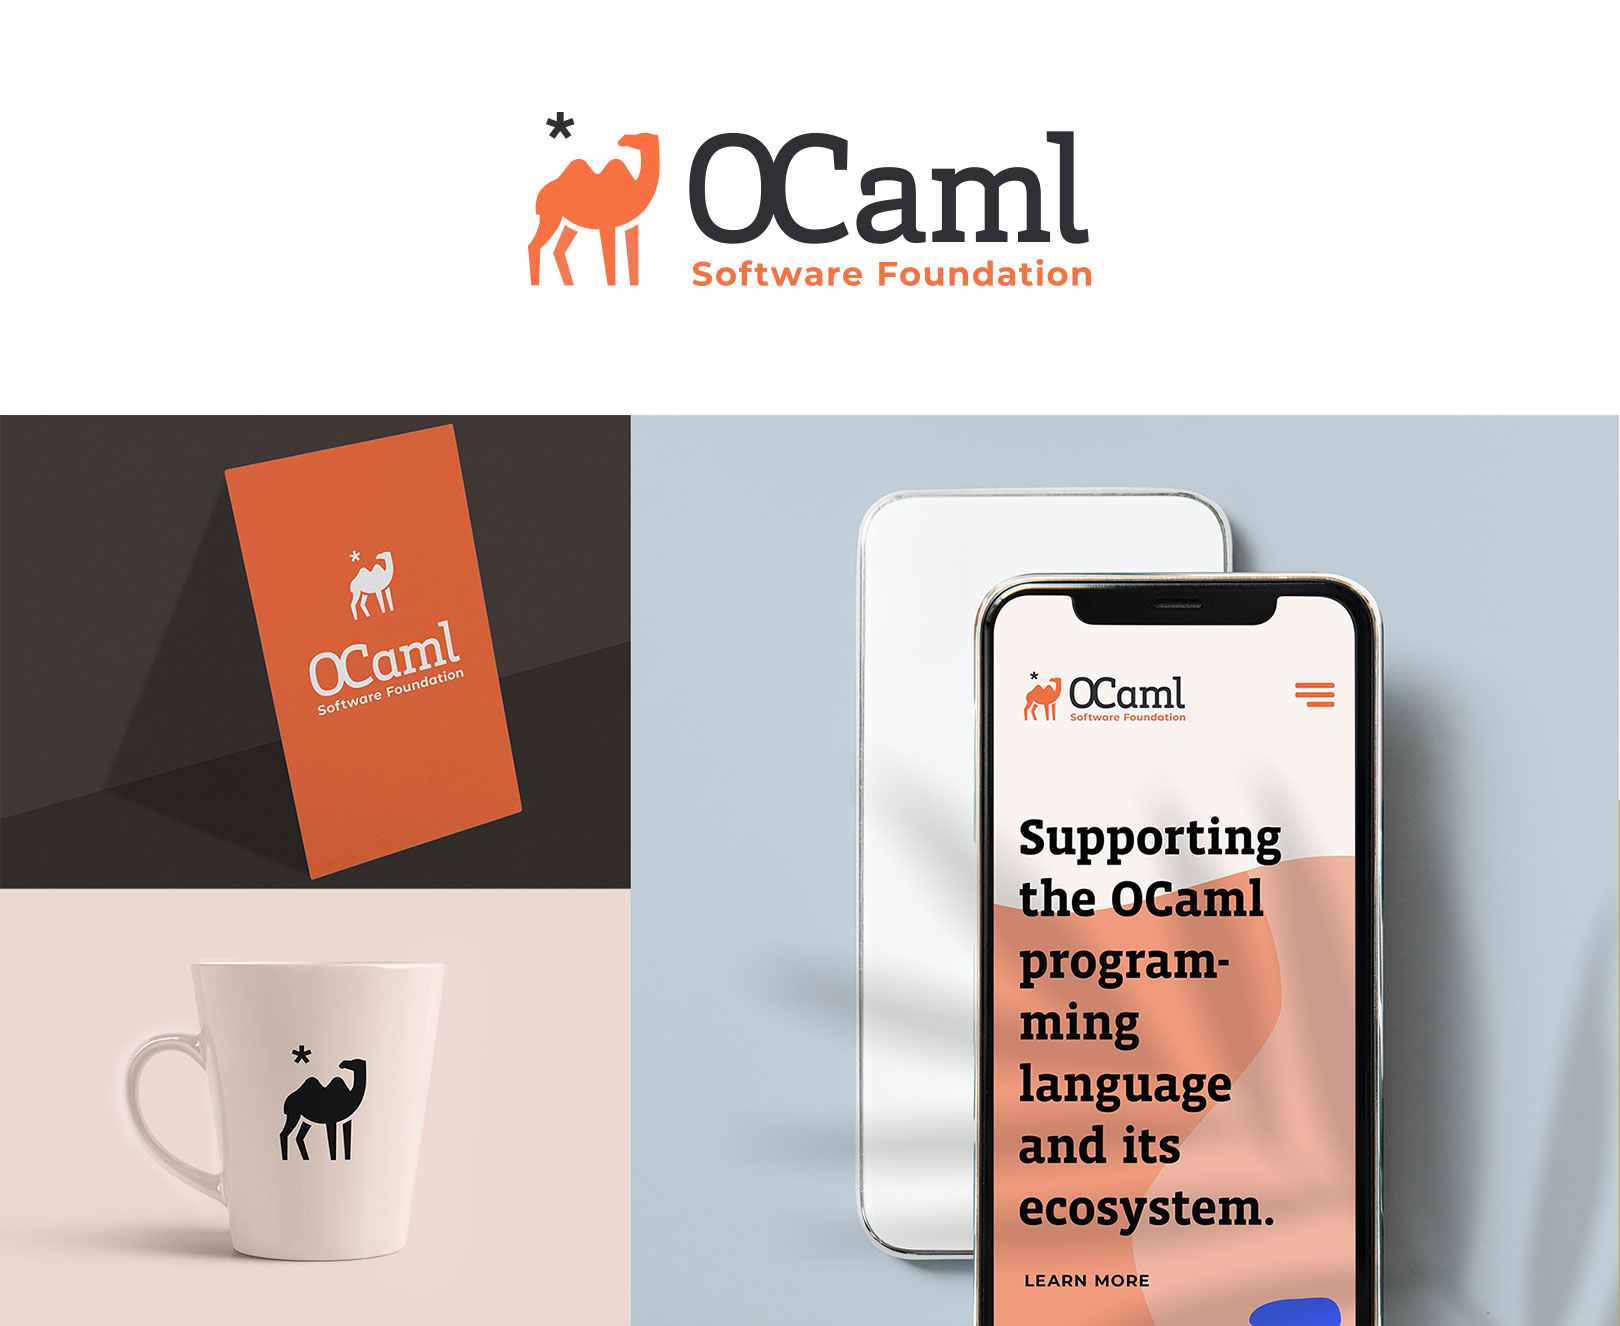 *
OCaml
Software Foundation
*
OCaml
Software Foundation
*
*
OCaml
Software Foundation
Supporting
the OCaml
program-
ming
language
and its
ecosystem.
LEARN MORE